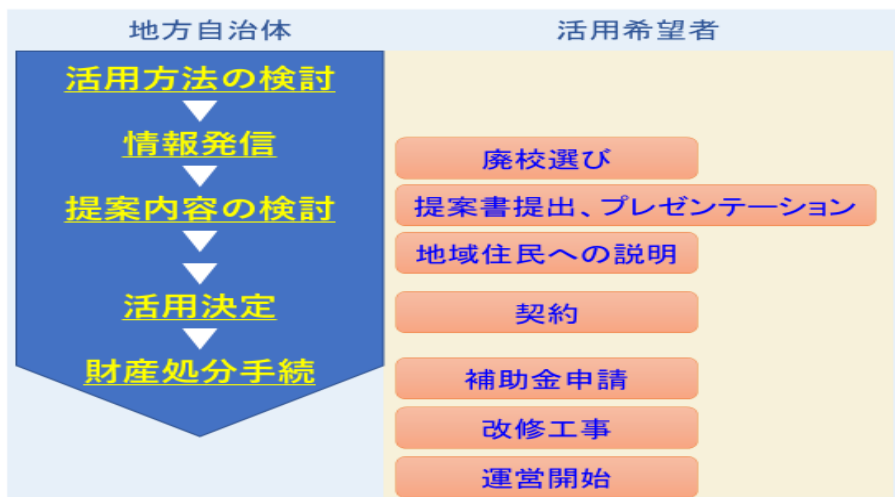 地方自治体
活用方法の検討
情報発信
提案内容の検討
活用決定
財産処分手続
活用希望者
廃校選び
提案書提出、プレゼンテーション
地域住民への説明
契約
補助金申請
改修工事
運営開始